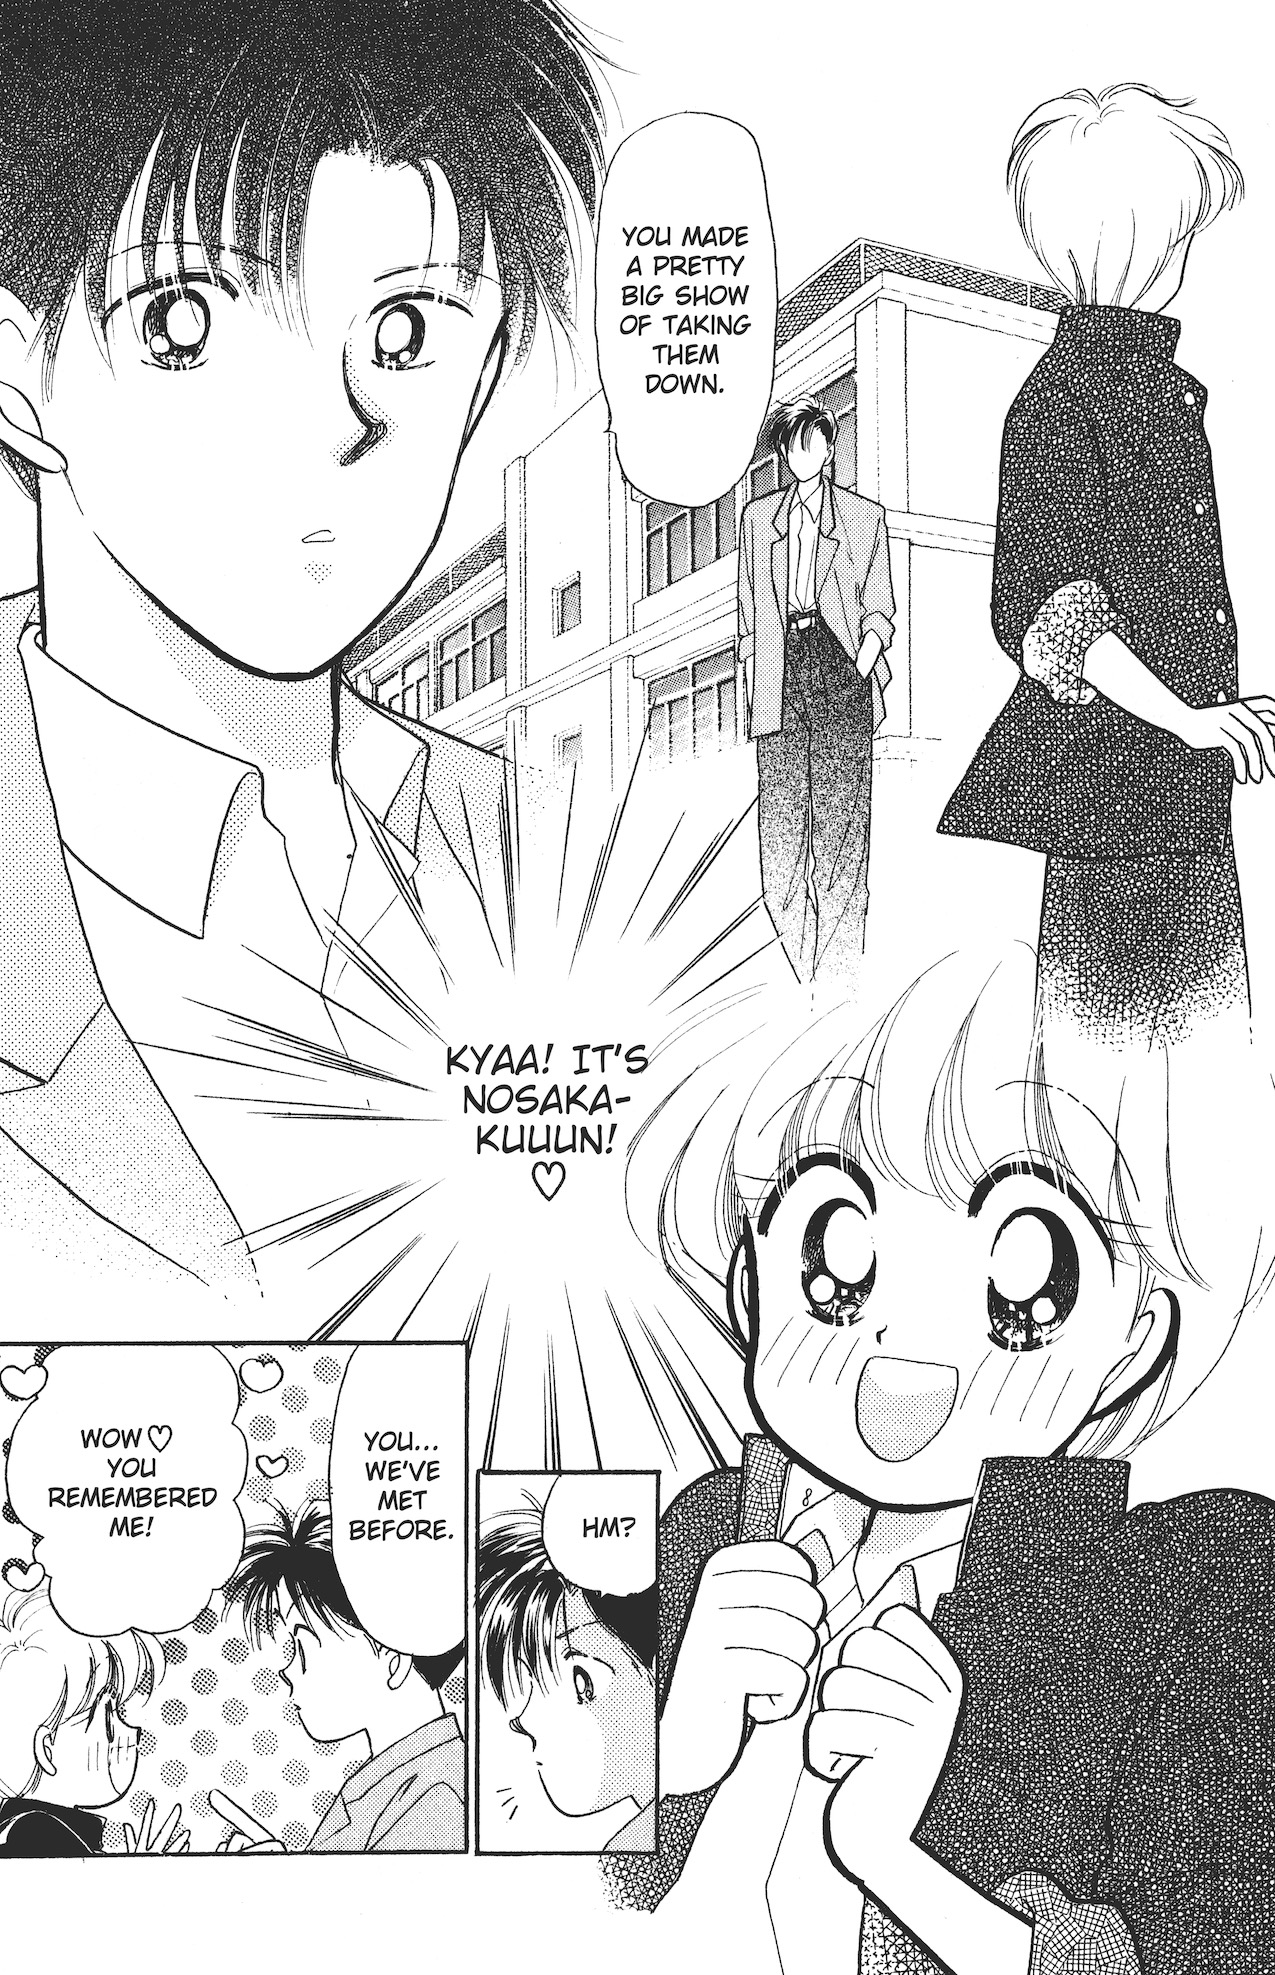 YOU MADE
A PRETTY
BIG SHOW
OF TAKING
THEM
DOWN.
KYAA! IT'S
NOSAKA-
KUUUN!
♡
HM?
YOU...
WE'VE
MET
BEFORE.
WOW♡
YOU
REMEMBERED
ME!